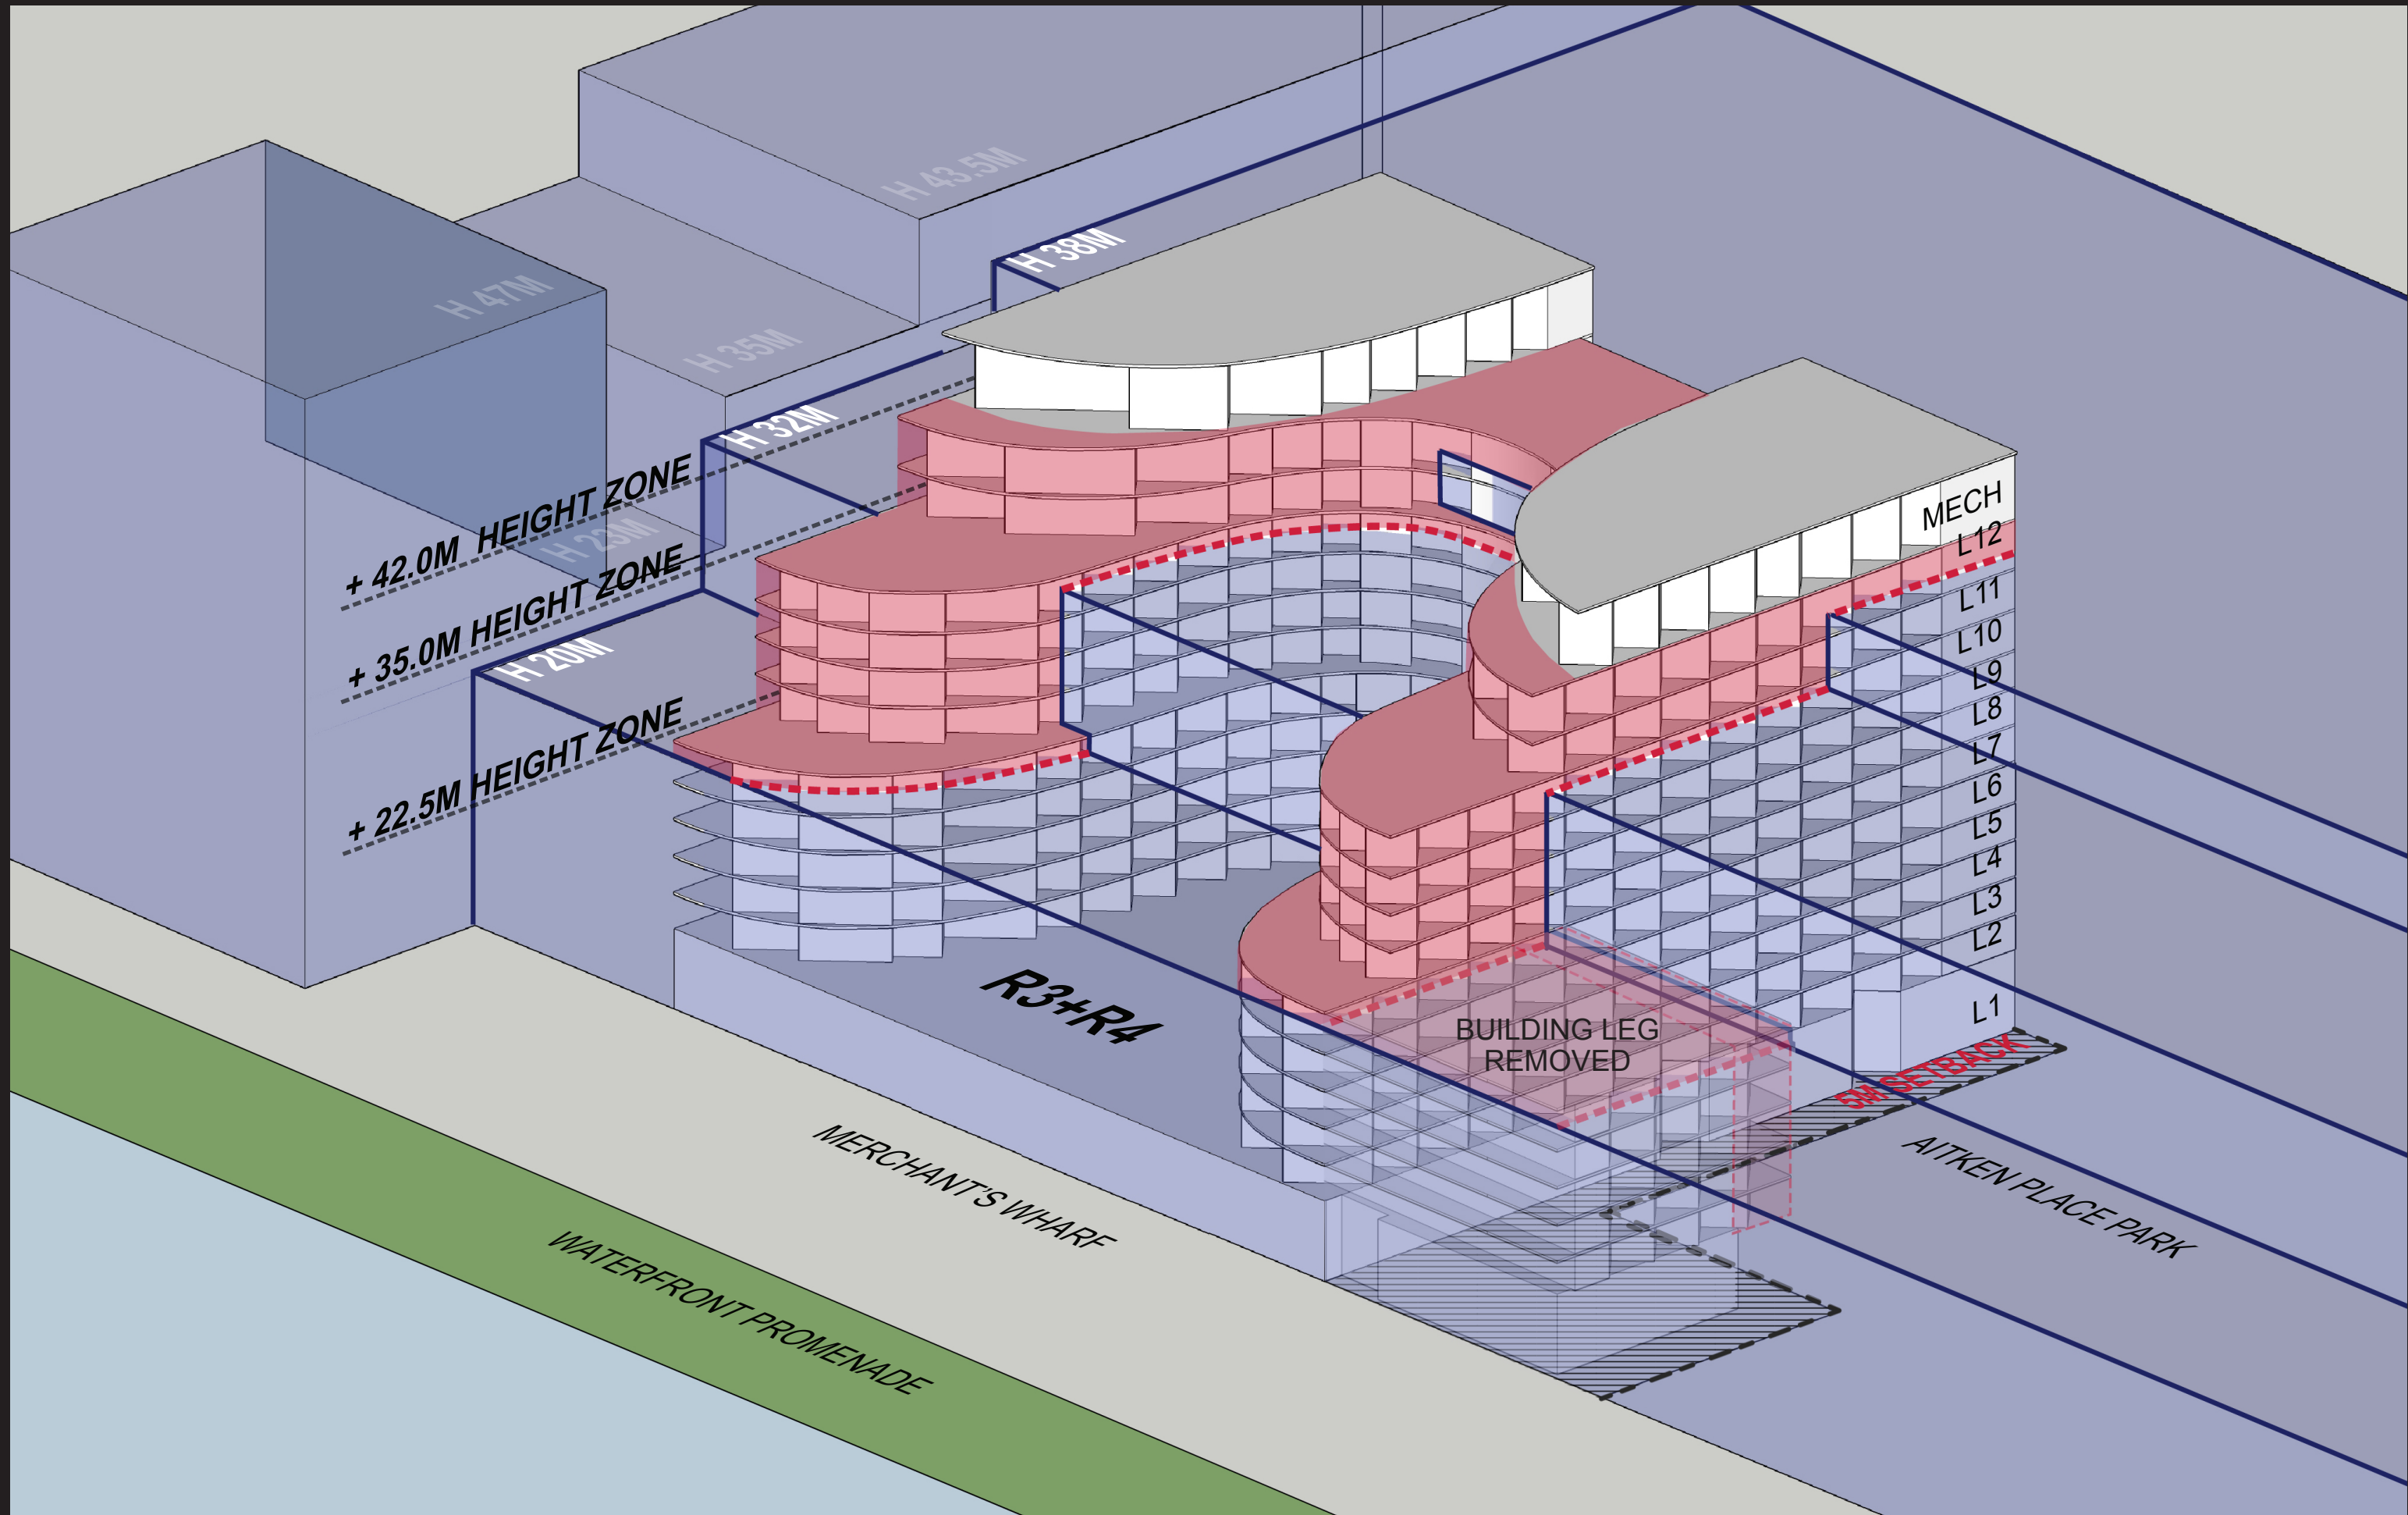 H 43.5M
H 38M
H 47M
H 35M
H 32M
+ 42.0M HEIGHT ZONE
H 23M
+ 35.0M HEIGHT ZONE
H 20M
+ 22.5M HEIGHT ZONE
MECH
L12
L11
L10
L9
L8
L7
L6
L5
L4
L3
L2
L1
R3+R4
BUILDING LEG
REMOVED
5M SETBACK
AITKEN PLACE PARK
MERCHANT'S WHARF
WATERFRONT PROMENADE